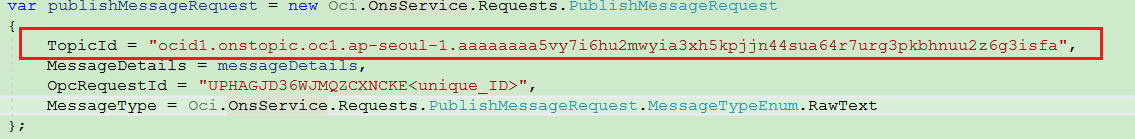 var publishMessageRequest = new Oci.OnsService.Requests.PublishMessageRequest
{
TopicId = "ocid1.onstopic.oc1.ap-seoul-1.aaaaaaaa5vy7i6hu2mwyia3xh5kpjjn44sua64r7urg3pkbhnuu2z6g3isfa",
MessageDetails = messageDetails,
OpcRequestId = "UPHAGJD36WJMQZCXNCKE<unique_ID>",
MessageType = Oci.OnsService.Requests.PublishMessageRequest.MessageTypeEnum.RawText
};